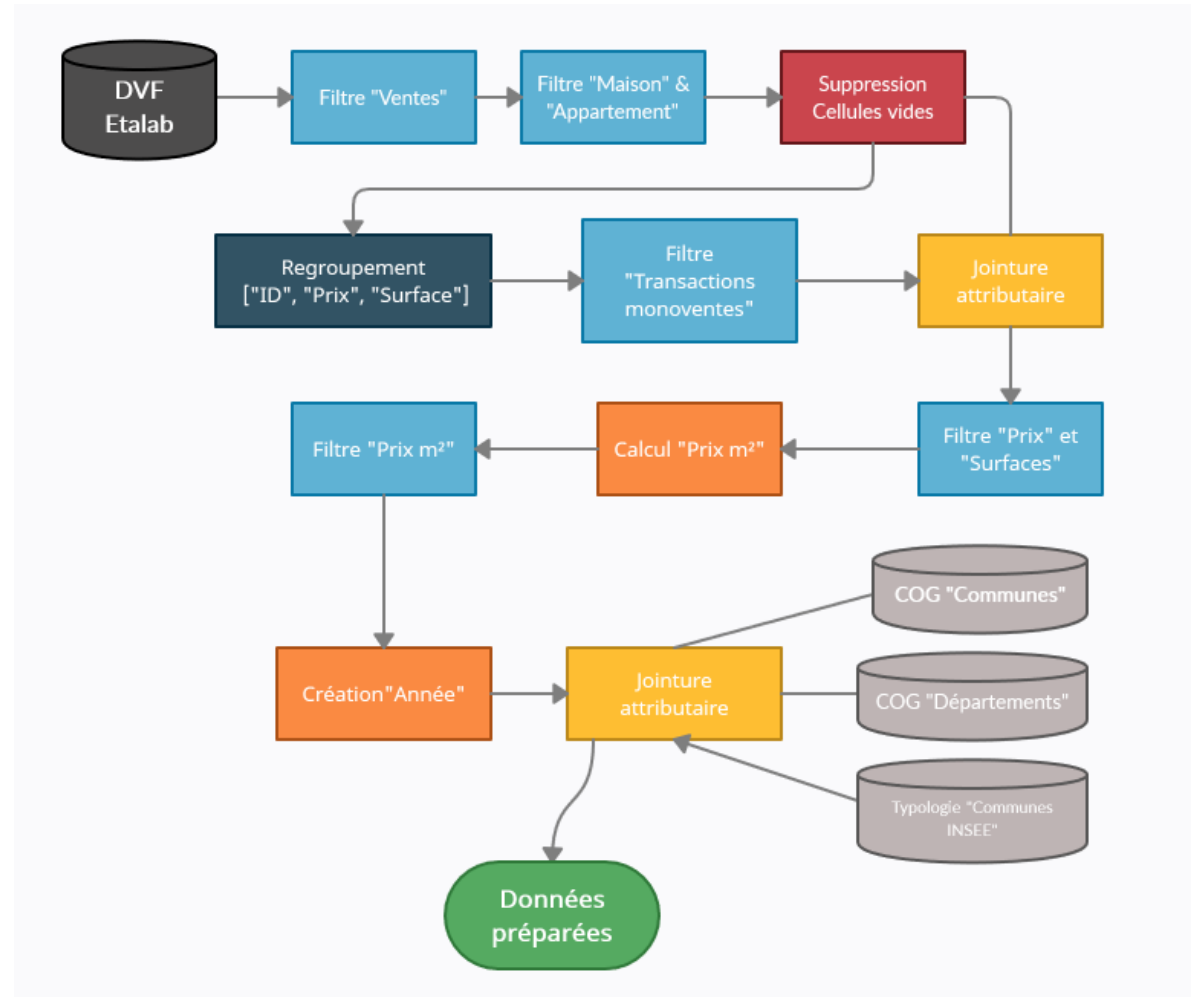 DVF
Etalab
Filtre "Ventes"
Filtre "Maison" &
"Appartement"
Suppression
Cellules vides
Regroupement
["ID", "Prix", "Surface"]
Filtre
"Transactions
monoventes"
Jointure
attributaire
Filtre "Prix m²"
Calcul "Prix m²"
Filtre "Prix" et
"Surfaces"
COG "Communes"
Création"Année"
Jointure
attributaire
COG "Départements"
Typologie "Communes
INSEE"
Données
préparées